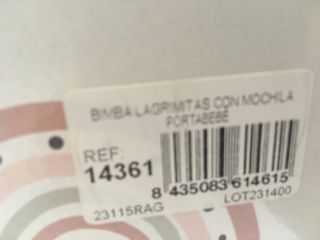 BIMBA LAGRIMITAS CON MOCHILA
PORTABEBÉ
REF:
14361
8 435083 614615
23115RAG
LOT231400